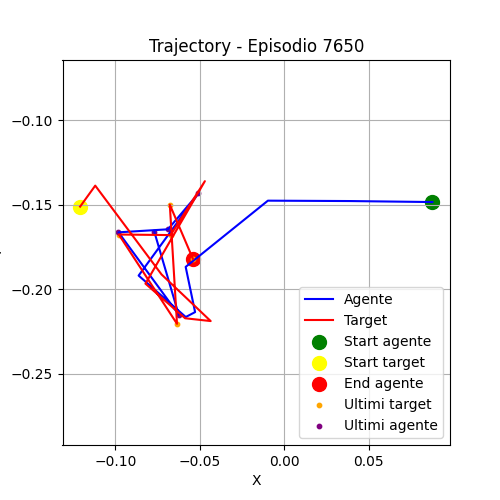 Trajectory - Episodio 7650
−0.10
−0.15
−0.20
−0.25
−0.10
−0.05
0.00
0.05
X
Agente
Target
Start agente
Start target
End agente
Ultimi target
Ultimi agente